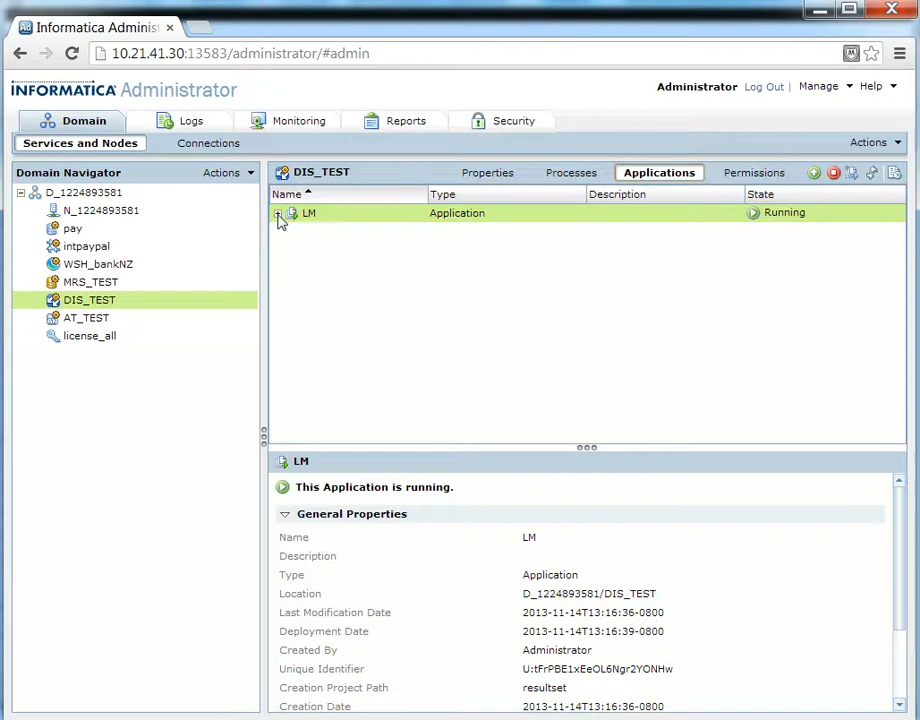 Informatica Administ
10.21.41.30:13583/administrator/#admin
INFORMATICA Administrator
Administrator Log Out Manage Help
Domain Logs Monitoring Reports Security
Services and Nodes Connections Actions
Domain Navigator Actions
D_1224893581
N_1224893581
pay
intpaypal
WSH_bankNZ
MRS_TEST
DIS_TEST
AT_TEST
license_all
DIS_TEST Properties Processes Applications Permissions
Name Type Description State
LM Application Running
LM
This Application is running.
General Properties
Name LM
Description
Type Application
Location D_1224893581/DIS_TEST
Last Modification Date 2013-11-14T13:16:36-0800
Deployment Date 2013-11-14T13:16:39-0800
Created By Administrator
Unique Identifier U:tFrPBE1xEeOL6Ngr2YONHw
Creation Project Path resultset
Creation Date 2013-11-14T13:16:36-0800